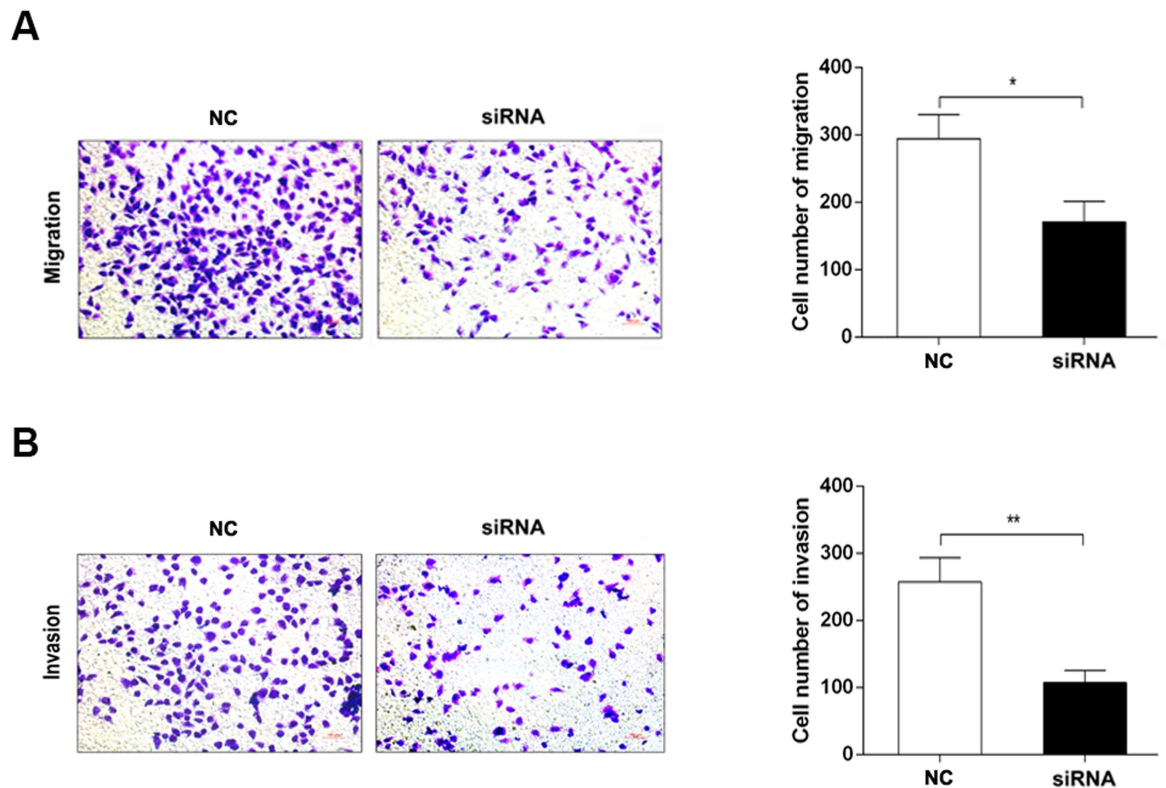 A
NC
siRNA
Migration
Cell number of migration
400
300
200
100
0
*
NC
siRNA
B
NC
siRNA
Invasion
Cell number of invasion
400
300
200
100
0
**
NC
siRNA